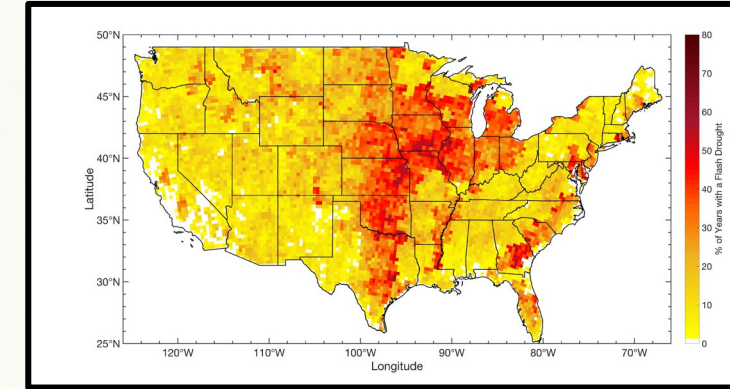 50°N
45°N
40°N
35°N
30°N
25°N
Latitude
120°W 110°W 100°W 90°W 80°W 70°W
Longitude
80
70
60
50
40
30
20
10
0
% of Years with a Flash Drought